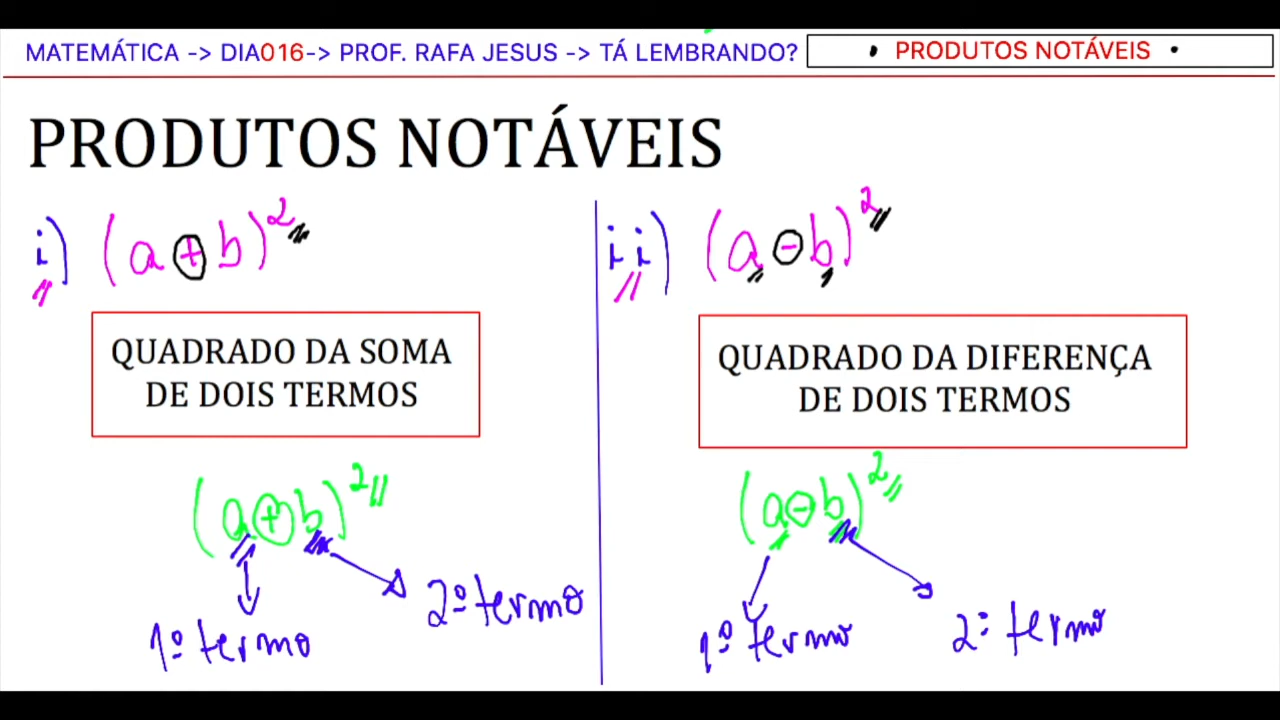 MATEMÁTICA -> DIA016-> PROF. RAFA JESUS -> TÁ LEMBRANDO?
• PRODUTOS NOTÁVEIS •
PRODUTOS NOTÁVEIS
i) (a + b)²
QUADRADO DA SOMA
DE DOIS TERMOS
(a + b)²
1º termo
2º termo
ii) (a - b)²
QUADRADO DA DIFERENÇA
DE DOIS TERMOS
(a - b)²
1º termo
2º termo